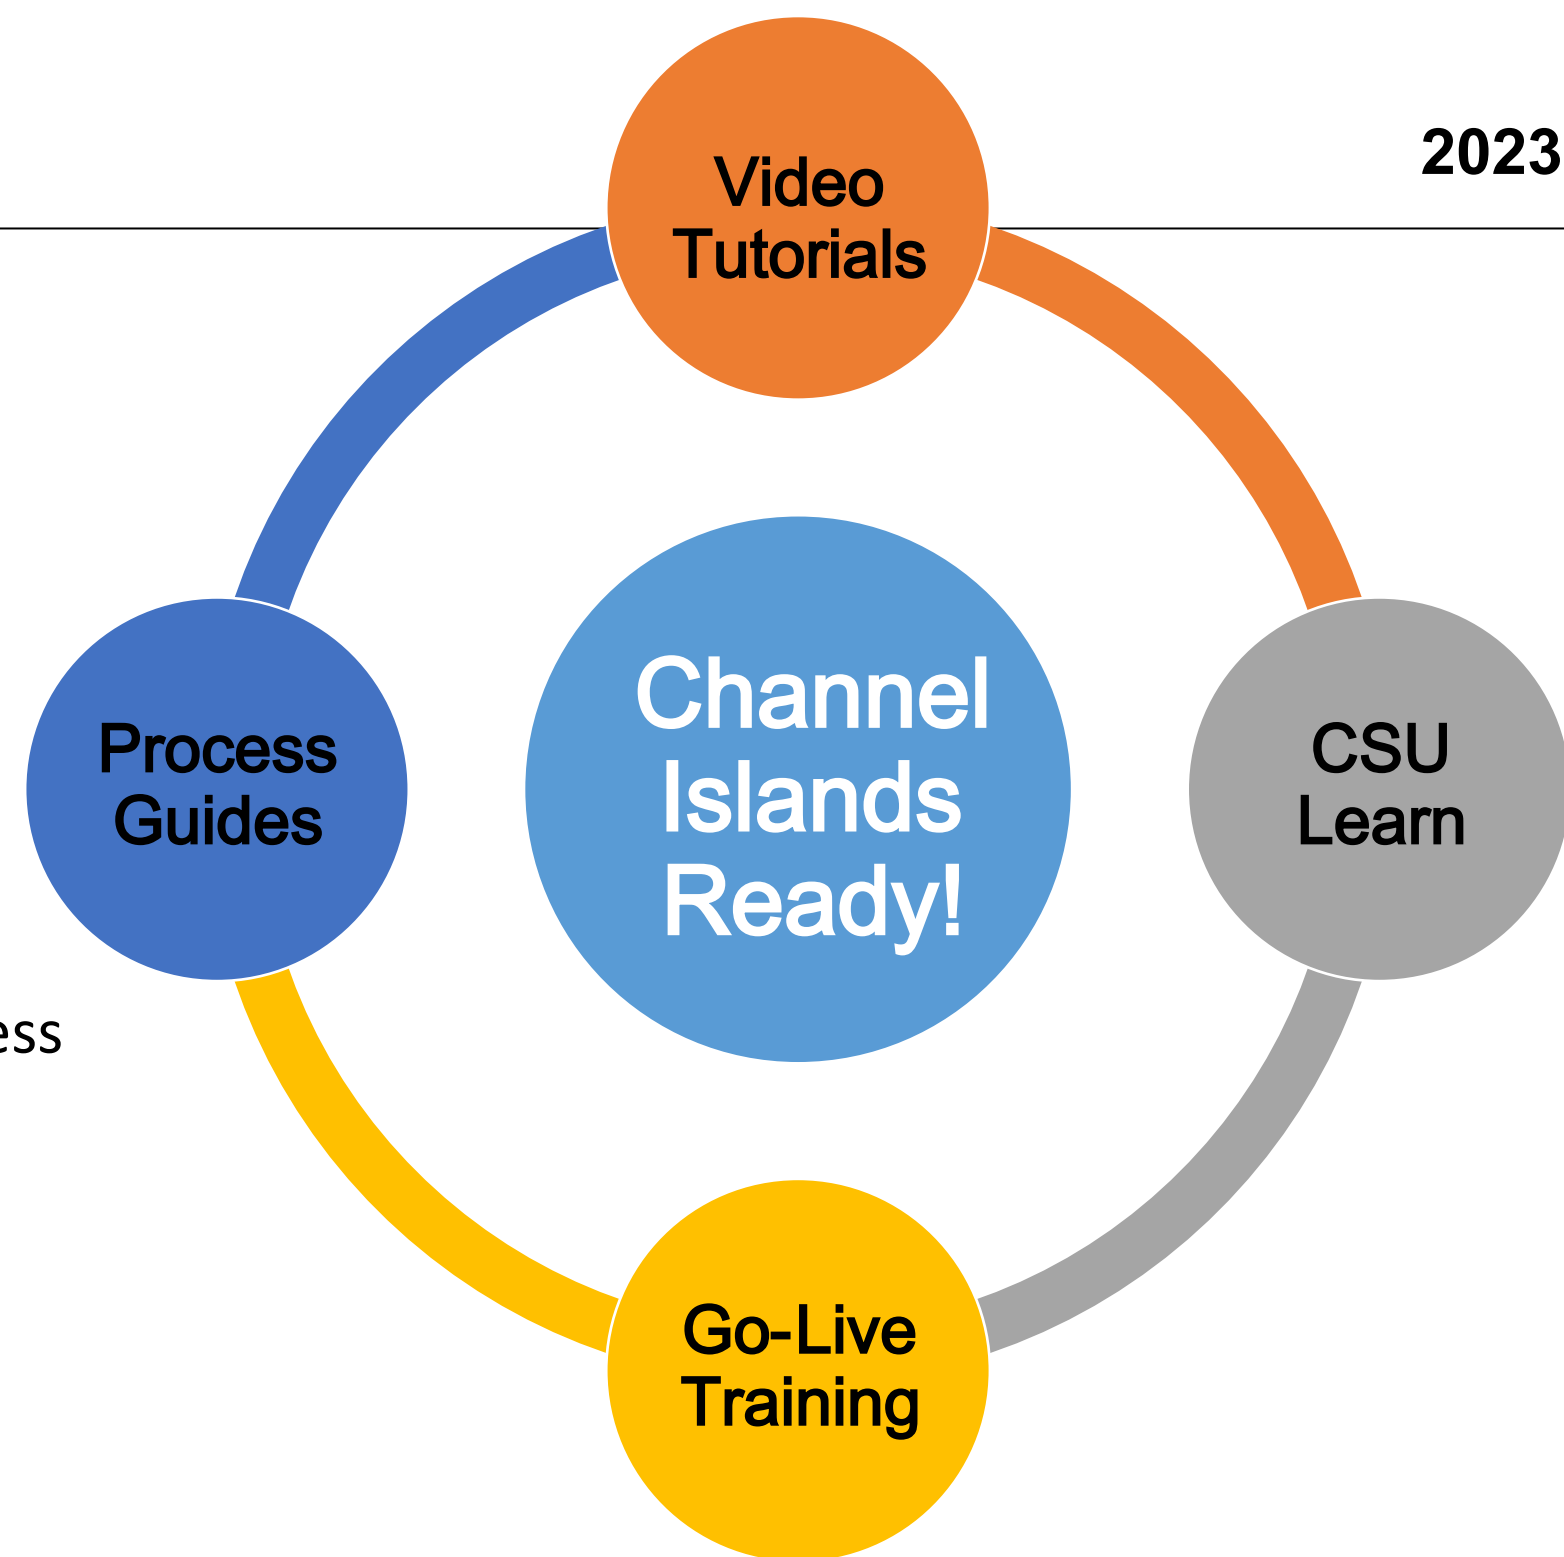 2023
Video
Tutorials
Channel
Islands
Ready!
Process
Guides
CSU
Learn
ess
Go-Live
Training